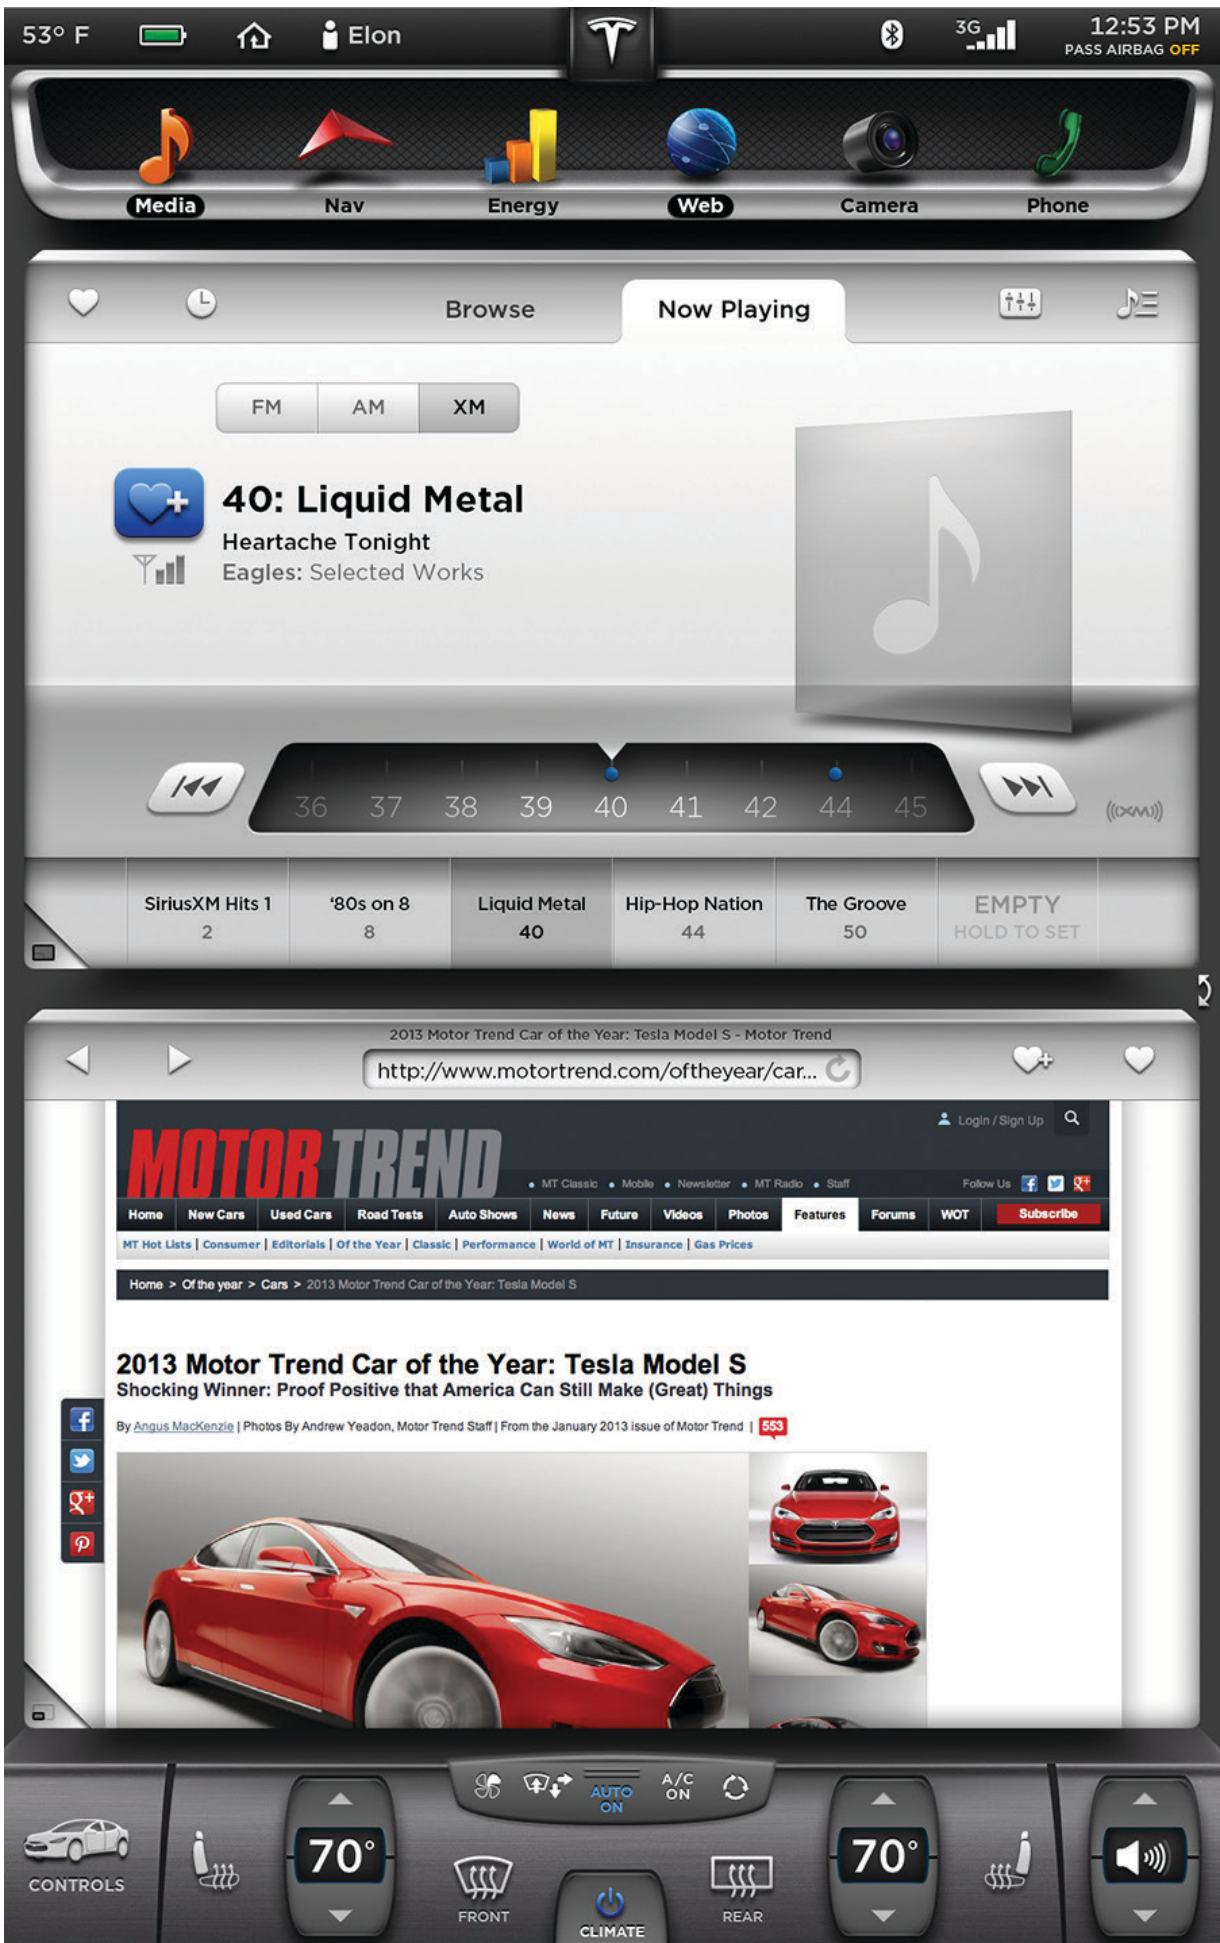 53° F
Elon
3G
12:53 PM
PASS AIRBAG OFF
Media
Nav
Energy
Web
Camera
Phone
Browse
Now Playing
FM
AM
XM
40: Liquid Metal
Heartache Tonight
Eagles: Selected Works
36 37 38 39 40 41 42 44 45
((XM))
SiriusXM Hits 1
2
‘80s on 8
8
Liquid Metal
40
Hip-Hop Nation
44
The Groove
50
EMPTY
HOLD TO SET
2013 Motor Trend Car of the Year: Tesla Model S - Motor Trend
http://www.motortrend.com/oftheyear/car...
Login / Sign Up
MOTOR TREND
• MT Classic • Mobile • Newsletter • MT Radio • Staff
Follow Us
Home New Cars Used Cars Road Tests Auto Shows News Future Videos Photos Features Forums WOT Subscribe
MT Hot Lists | Consumer | Editorials | Of the Year | Classic | Performance | World of MT | Insurance | Gas Prices
Home > Of the year > Cars > 2013 Motor Trend Car of the Year: Tesla Model S
2013 Motor Trend Car of the Year: Tesla Model S
Shocking Winner: Proof Positive that America Can Still Make (Great) Things
By Angus MacKenzie | Photos By Andrew Yeadon, Motor Trend Staff | From the January 2013 issue of Motor Trend | 553
AUTO
ON
A/C
ON
CONTROLS
70°
FRONT
CLIMATE
REAR
70°